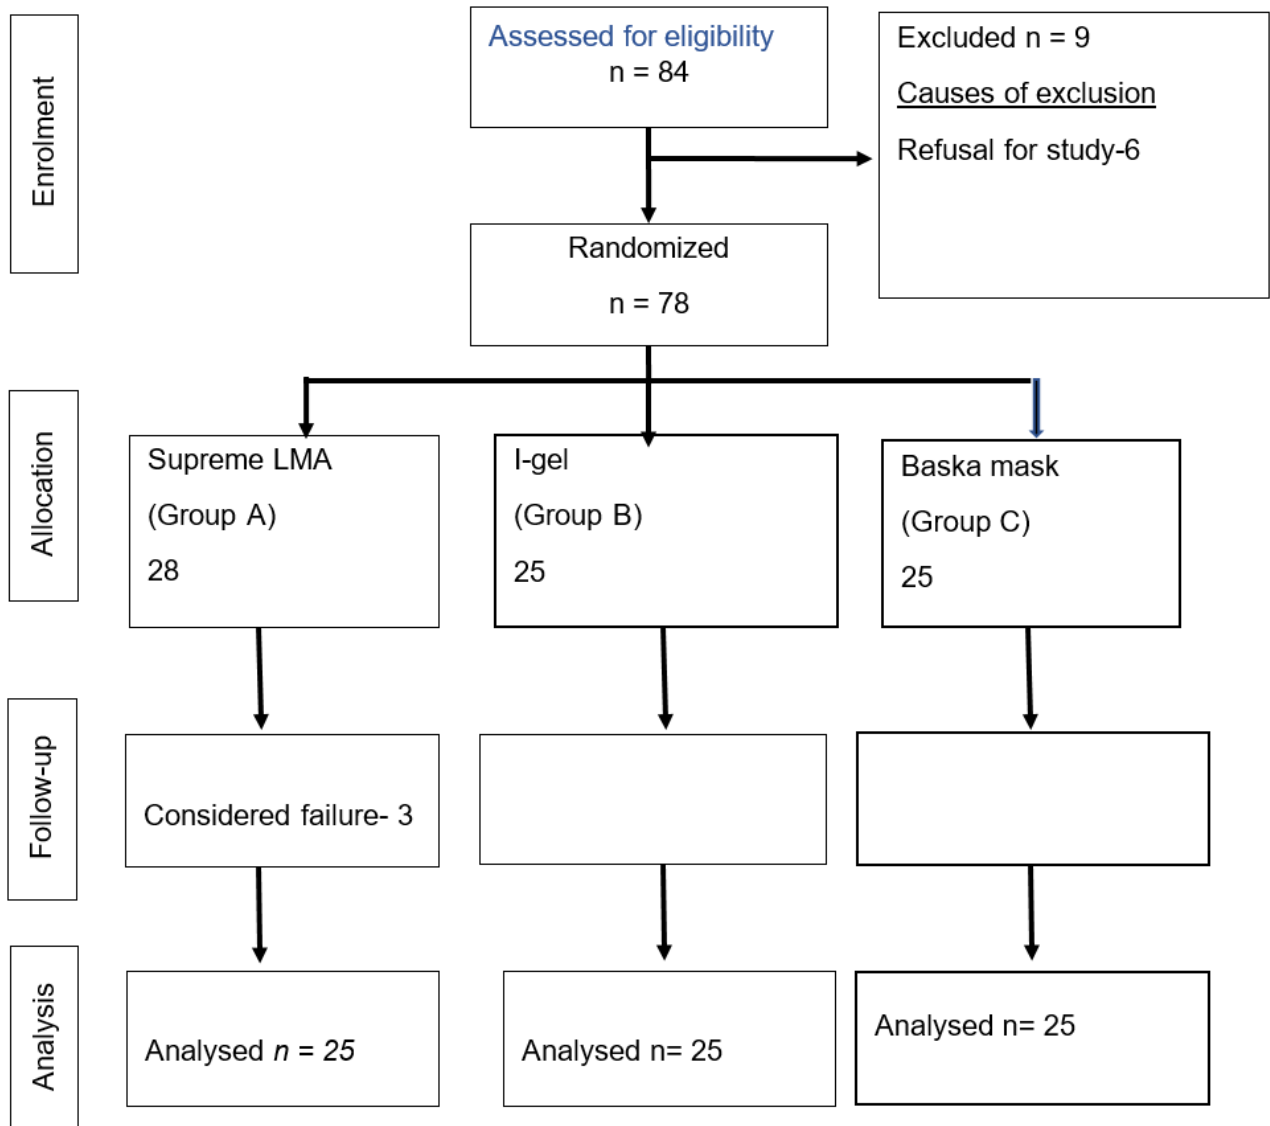 Enrolment
Assessed for eligibility
n = 84
Excluded n = 9
Causes of exclusion
Refusal for study-6
Randomized
n = 78
Allocation
Supreme LMA
(Group A)
28
I-gel
(Group B)
25
Baska mask
(Group C)
25
Follow-up
Considered failure- 3
Analysis
Analysed n = 25
Analysed n= 25
Analysed n= 25